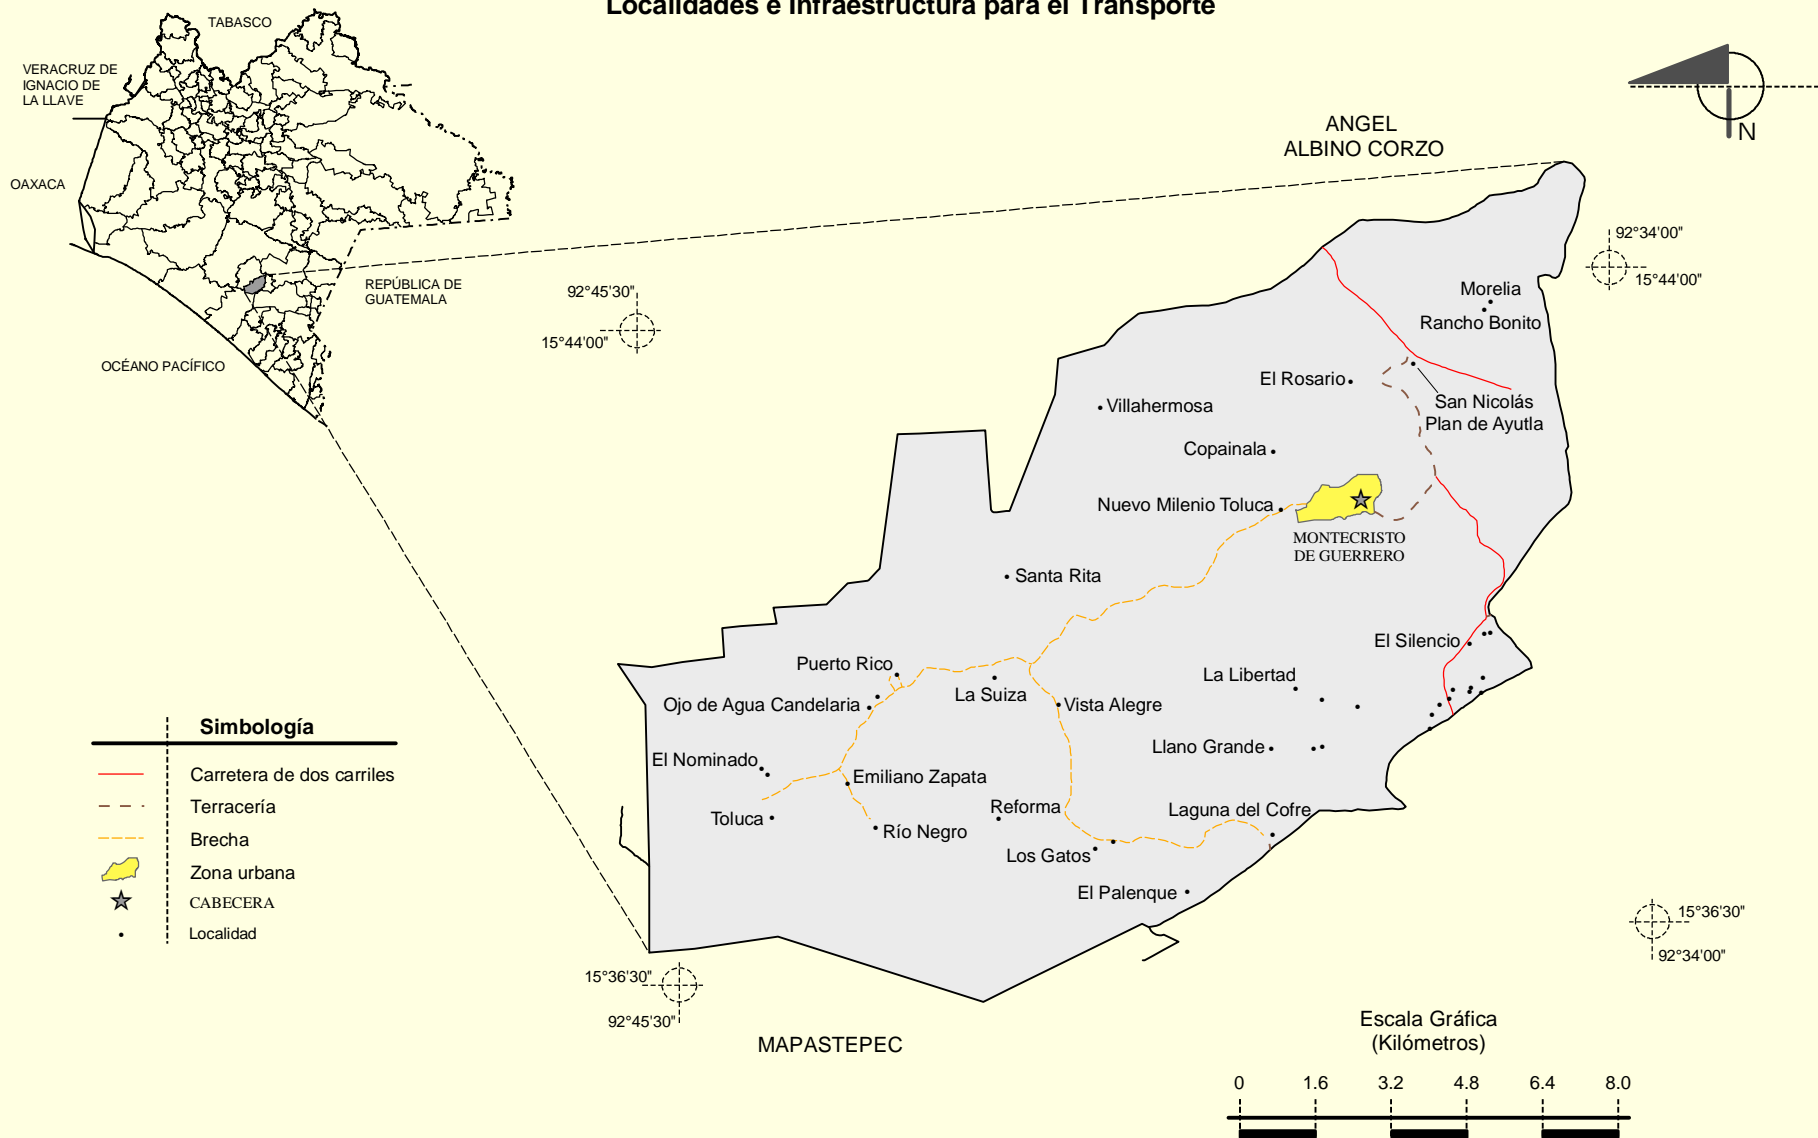 Localidades e Infraestructura para el Transporte
TABASCO
VERACRUZ DE
IGNACIO DE
LA LLAVE
OAXACA
REPÚBLICA DE
GUATEMALA
OCÉANO PACÍFICO
N
ANGEL
ALBINO CORZO
92°34'00"
15°44'00"
92°45'30"
15°44'00"
Morelia
Rancho Bonito
El Rosario
San Nicolás
Plan de Ayutla
Villahermosa
Copainala
Nuevo Milenio Toluca
MONTECRISTO
DE GUERRERO
Santa Rita
El Silencio
Puerto Rico
La Libertad
La Suiza
Ojo de Agua Candelaria
Vista Alegre
Llano Grande
El Nominado
Emiliano Zapata
Reforma
Laguna del Cofre
Toluca
Río Negro
Los Gatos
El Palenque
Simbología
Carretera de dos carriles
Terracería
Brecha
Zona urbana
CABECERA
Localidad
15°36'30"
92°34'00"
15°36'30"
92°45'30"
MAPASTEPEC
Escala Gráfica
(Kilómetros)
0 1.6 3.2 4.8 6.4 8.0